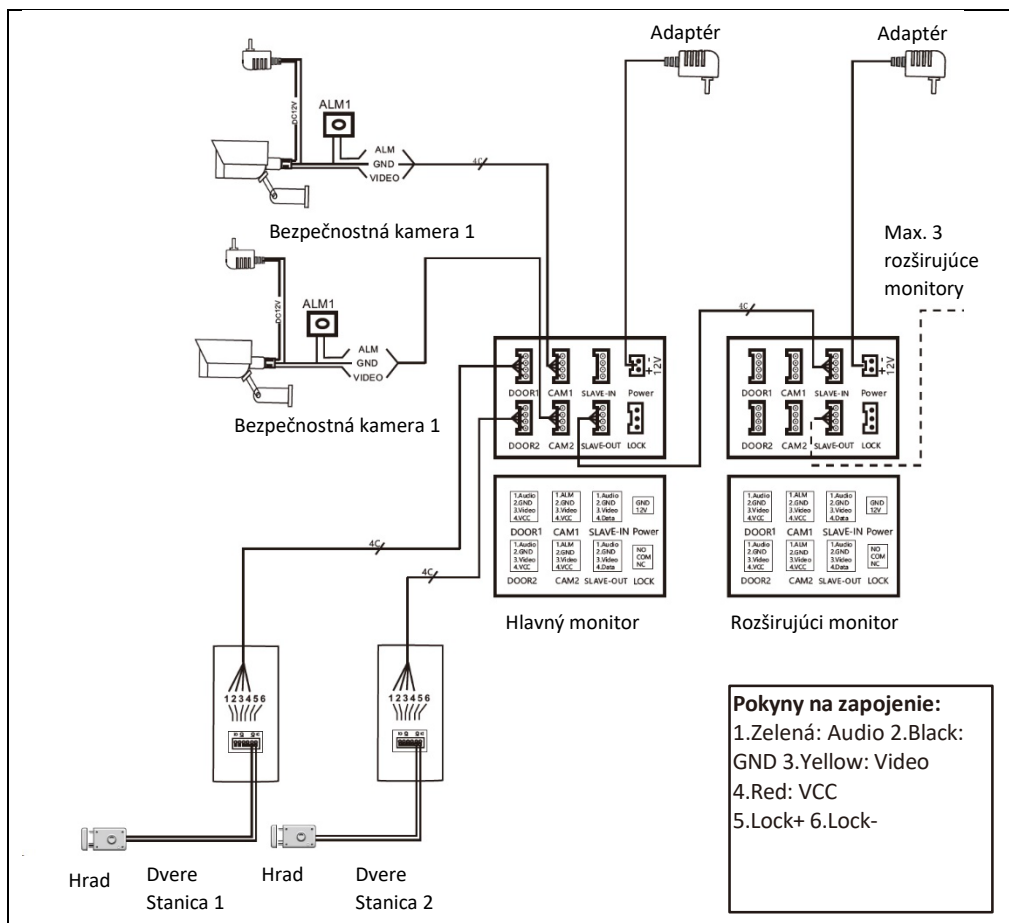 Adaptér
Adaptér
DC12V
ALM1
ALM
GND
VIDEO
4C
Bezpečnostná kamera 1
Max. 3
rozširujúce
monitory
DC12V
ALM1
ALM
GND
VIDEO
4C
Bezpečnostná kamera 1
DOOR1 CAM1 SLAVE-IN Power
- + 12V
DOOR2 CAM2 SLAVE-OUT LOCK
DOOR1 CAM1 SLAVE-IN Power
- + 12V
DOOR2 CAM2 SLAVE-OUT LOCK
1.Audio 1.ALM 1.Audio GND
2.GND 2.GND 2.GND 12V
3.Video 3.Video 3.Video
4.VCC 4.VCC 4.Data
DOOR1 CAM1 SLAVE-IN Power
1.Audio 1.ALM 1.Audio NO
2.GND 2.GND 2.GND COM
3.Video 3.Video 3.Video NC
4.VCC 4.VCC 4.Data
DOOR2 CAM2 SLAVE-OUT LOCK
1.Audio 1.ALM 1.Audio GND
2.GND 2.GND 2.GND 12V
3.Video 3.Video 3.Video
4.VCC 4.VCC 4.Data
DOOR1 CAM1 SLAVE-IN Power
1.Audio 1.ALM 1.Audio NO
2.GND 2.GND 2.GND COM
3.Video 3.Video 3.Video NC
4.VCC 4.VCC 4.Data
DOOR2 CAM2 SLAVE-OUT LOCK
Hlavný monitor
Rozširujúci monitor
4C
4C
123456
123456
Pokyny na zapojenie:
1.Zelená: Audio 2.Black:
GND 3.Yellow: Video
4.Red: VCC
5.Lock+ 6.Lock-
Hrad
Dvere
Stanica 1
Hrad
Dvere
Stanica 2